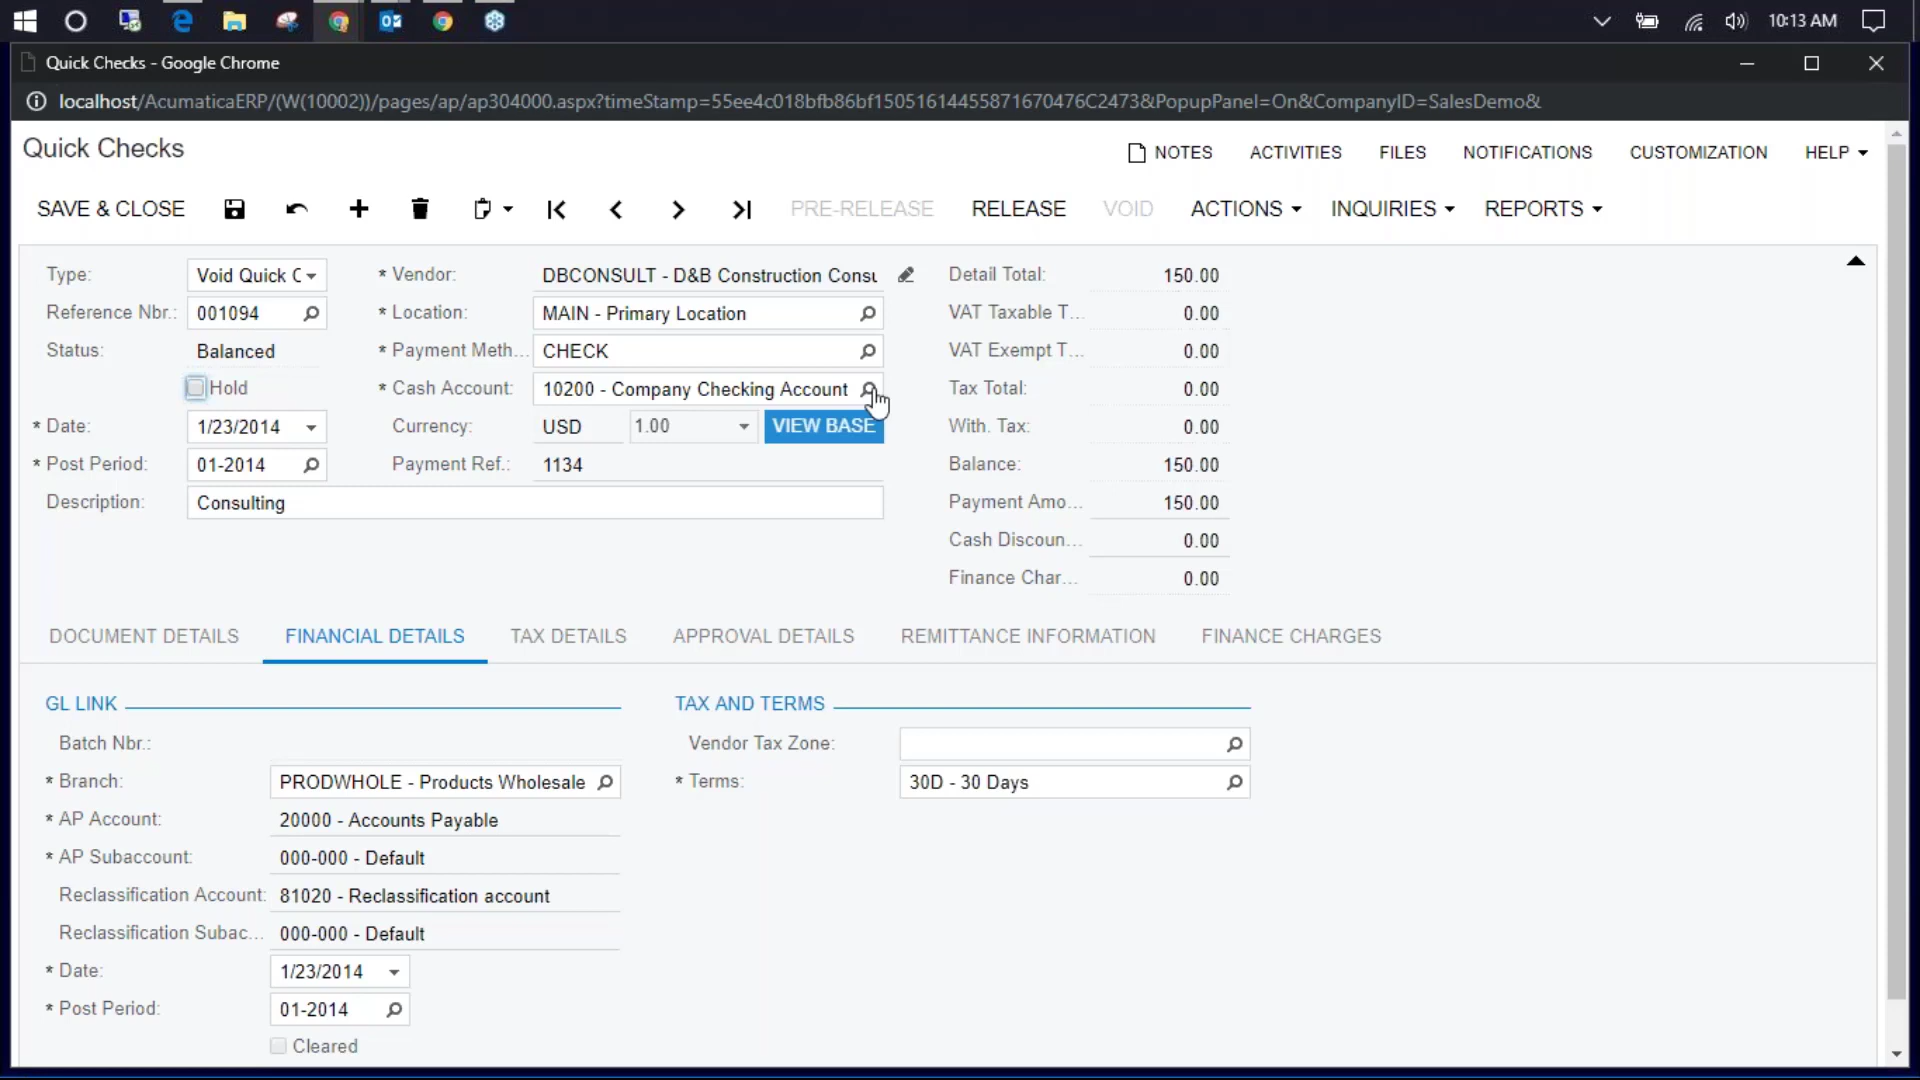 10:13 AM
Quick Checks - Google Chrome
localhost/AcumaticaERP/(W(10002))/pages/ap/ap304000.aspx?timeStamp=55ee4c018bfb86bf15051614455871670476C2473&PopupPanel=On&CompanyID=SalesDemo&
Quick Checks
NOTES ACTIVITIES FILES NOTIFICATIONS CUSTOMIZATION HELP
SAVE & CLOSE PRE-RELEASE RELEASE VOID ACTIONS INQUIRIES REPORTS
Type: Void Quick C * Vendor: DBCONSULT - D&B Construction Consu Detail Total: 150.00
Reference Nbr.: 001094 * Location: MAIN - Primary Location VAT Taxable T... 0.00
Status: Balanced * Payment Meth... CHECK VAT Exempt T... 0.00
Hold * Cash Account: 10200 - Company Checking Account Tax Total: 0.00
* Date: 1/23/2014 Currency: USD 1.00 VIEW BASE With. Tax: 0.00
* Post Period: 01-2014 Payment Ref.: 1134 Balance: 150.00
Description: Consulting Payment Amo... 150.00
Cash Discoun... 0.00
Finance Char... 0.00
DOCUMENT DETAILS FINANCIAL DETAILS TAX DETAILS APPROVAL DETAILS REMITTANCE INFORMATION FINANCE CHARGES
GL LINK TAX AND TERMS
Batch Nbr.: Vendor Tax Zone:
* Branch: PRODWHOLE - Products Wholesale * Terms: 30D - 30 Days
* AP Account: 20000 - Accounts Payable
* AP Subaccount: 000-000 - Default
Reclassification Account: 81020 - Reclassification account
Reclassification Subac... 000-000 - Default
* Date: 1/23/2014
* Post Period: 01-2014
Cleared